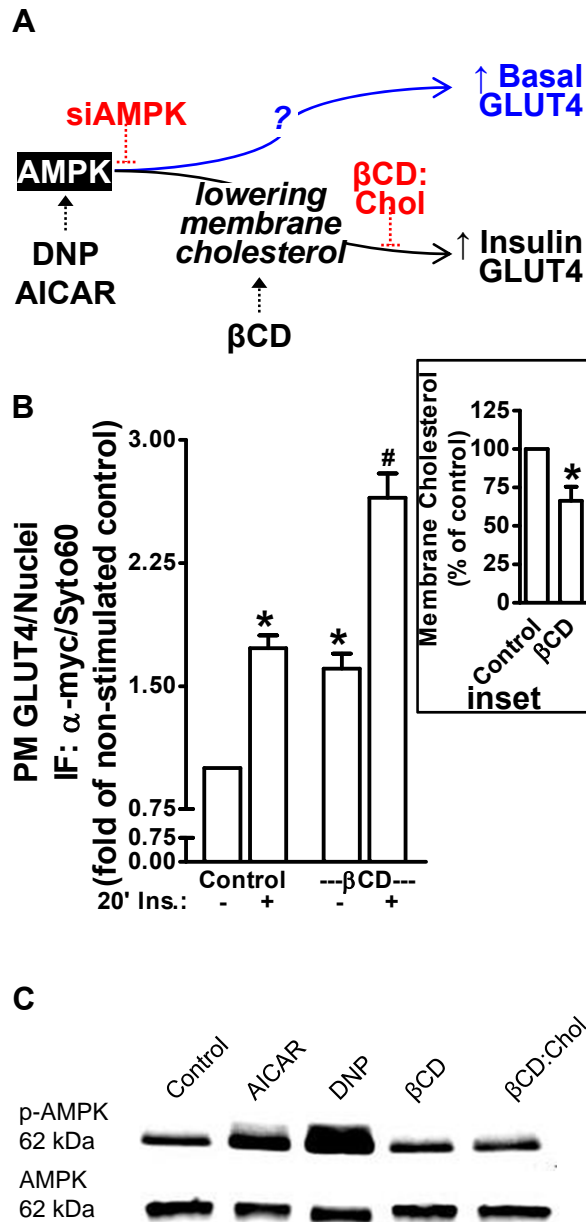 A
↑ Basal
GLUT4
siAMPK
?
AMPK
βCD:
Chol
lowering
membrane
cholesterol
↑ Insulin
GLUT4
DNP
AICAR
βCD
B
PM GLUT4/Nuclei
IF: α-myc/Syto60
(fold of non-stimulated control)
3.00
2.25
1.50
0.75
0.75
0.00
*
*
#
Control
---βCD---
20' Ins.: - + - +
Membrane Cholesterol
(% of control)
125
100
75
50
25
0
*
Control
βCD
inset
C
Control
AICAR
DNP
βCD
βCD:Chol
p-AMPK
62 kDa
AMPK
62 kDa